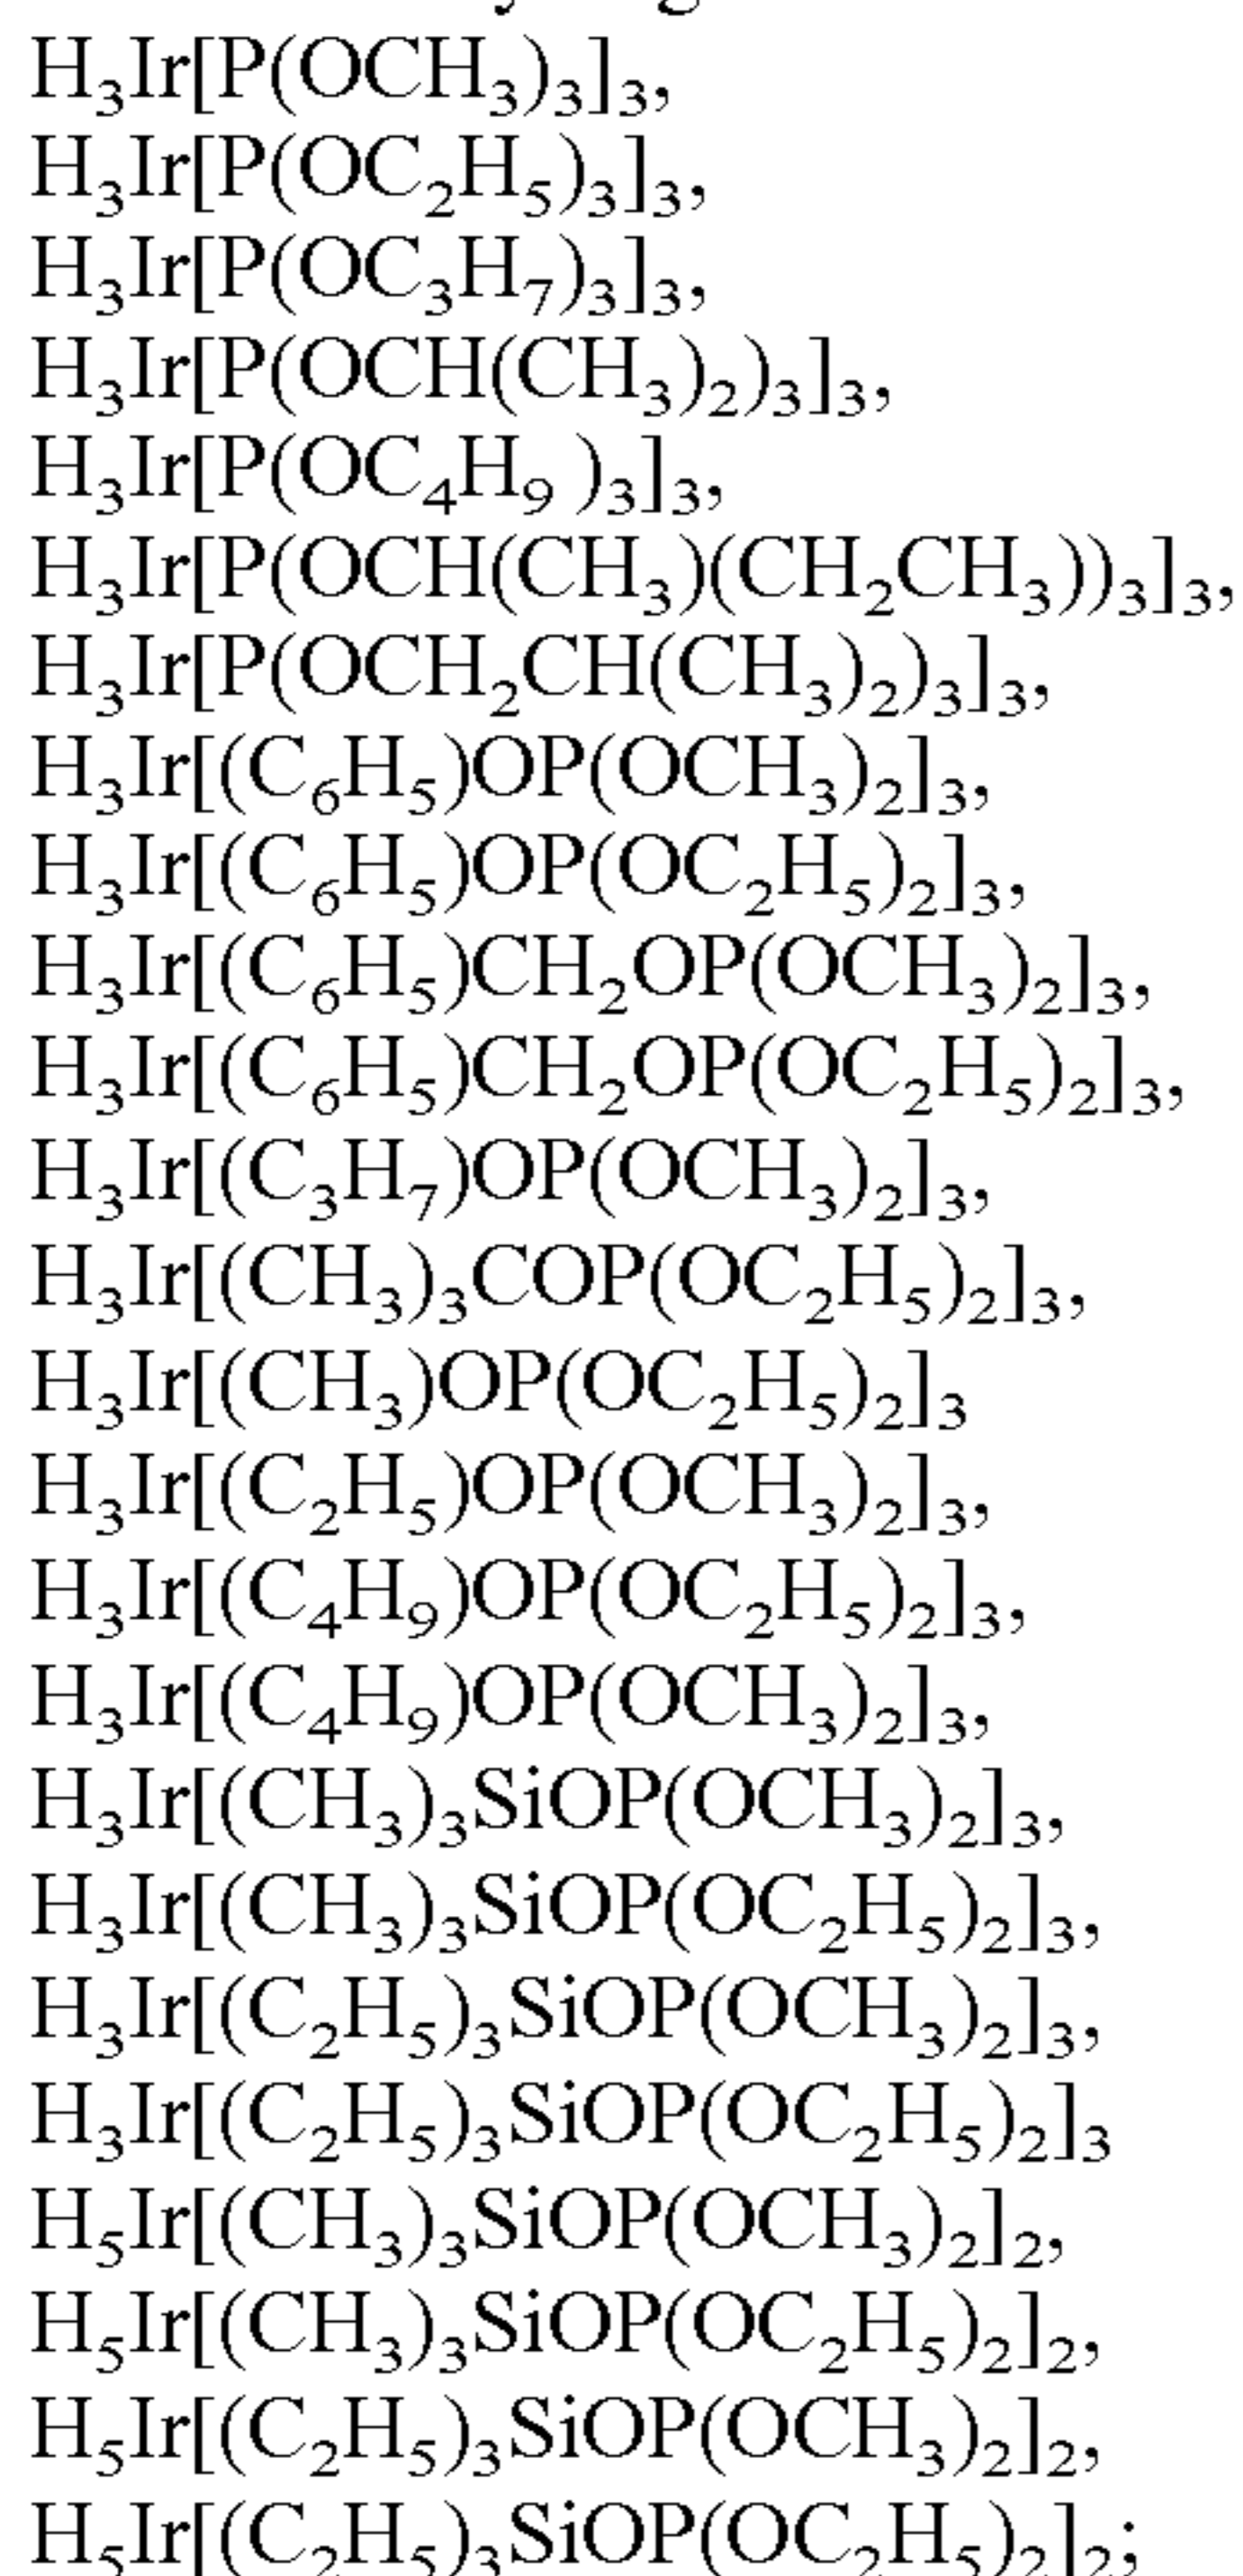 H₃Ir[P(OCH₃)₃]₃,
H₃Ir[P(OC₂H₅)₃]₃,
H₃Ir[P(OC₃H₇)₃]₃,
H₃Ir[P(OCH(CH₃)₂)₃]₃,
H₃Ir[P(OC₄H₉ )₃]₃,
H₃Ir[P(OCH(CH₃)(CH₂CH₃))₃]₃,
H₃Ir[P(OCH₂CH(CH₃)₂)₃]₃,
H₃Ir[(C₆H₅)OP(OCH₃)₂]₃,
H₃Ir[(C₆H₅)OP(OC₂H₅)₂]₃,
H₃Ir[(C₆H₅)CH₂OP(OCH₃)₂]₃,
H₃Ir[(C₆H₅)CH₂OP(OC₂H₅)₂]₃,
H₃Ir[(C₃H₇)OP(OCH₃)₂]₃,
H₃Ir[(CH₃)₃COP(OC₂H₅)₂]₃,
H₃Ir[(CH₃)OP(OC₂H₅)₂]₃
H₃Ir[(C₂H₅)OP(OCH₃)₂]₃,
H₃Ir[(C₄H₉)OP(OC₂H₅)₂]₃,
H₃Ir[(C₄H₉)OP(OCH₃)₂]₃,
H₃Ir[(CH₃)₃SiOP(OCH₃)₂]₃,
H₃Ir[(CH₃)₃SiOP(OC₂H₅)₂]₃,
H₃Ir[(C₂H₅)₃SiOP(OCH₃)₂]₃,
H₃Ir[(C₂H₅)₃SiOP(OC₂H₅)₂]₃
H₅Ir[(CH₃)₃SiOP(OCH₃)₂]₂,
H₅Ir[(CH₃)₃SiOP(OC₂H₅)₂]₂,
H₅Ir[(C₂H₅)₃SiOP(OCH₃)₂]₂,
H₅Ir[(C₂H₅)₃SiOP(OC₂H₅)₂]₂;